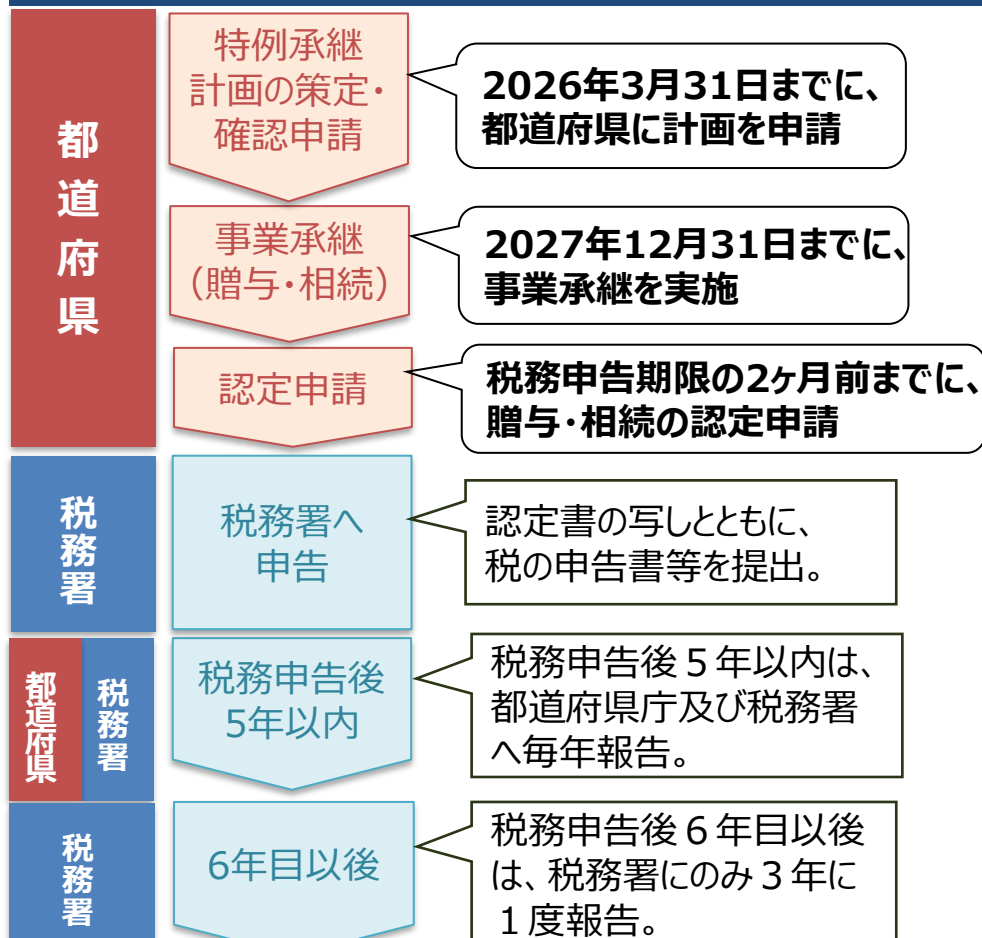 都道府県
特例承継
計画の策定・
確認申請
2026年3月31日までに、
都道府県に計画を申請
事業承継
（贈与・相続）
2027年12月31日までに、
事業承継を実施
認定申請
税務申告期限の2ヶ月前までに、
贈与・相続の認定申請
税務署
税務署へ
申告
認定書の写しとともに、
税の申告書等を提出。
都道府県
税務署
税務申告後
5年以内
税務申告後５年以内は、
都道府県庁及び税務署
へ毎年報告。
税務署
6年目以後
税務申告後６年目以後
は、税務署にのみ３年に
１度報告。